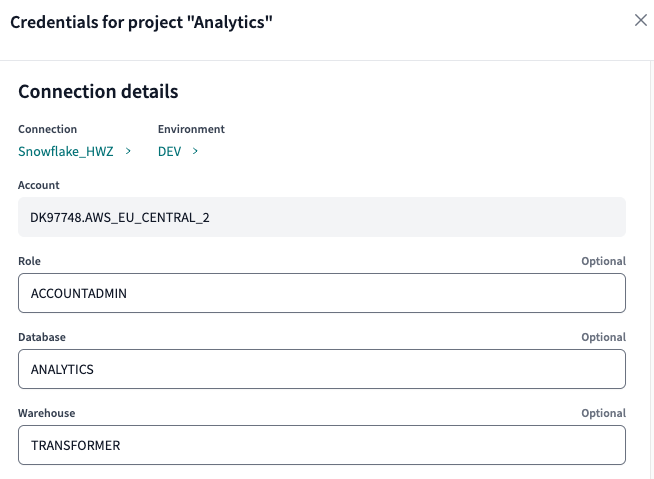 Credentials for project "Analytics"
Connection details
Connection Environment
Snowflake_HWZ > DEV >
Account
DK97748.AWS_EU_CENTRAL_2
Role Optional
ACCOUNTADMIN
Database Optional
ANALYTICS
Warehouse Optional
TRANSFORMER